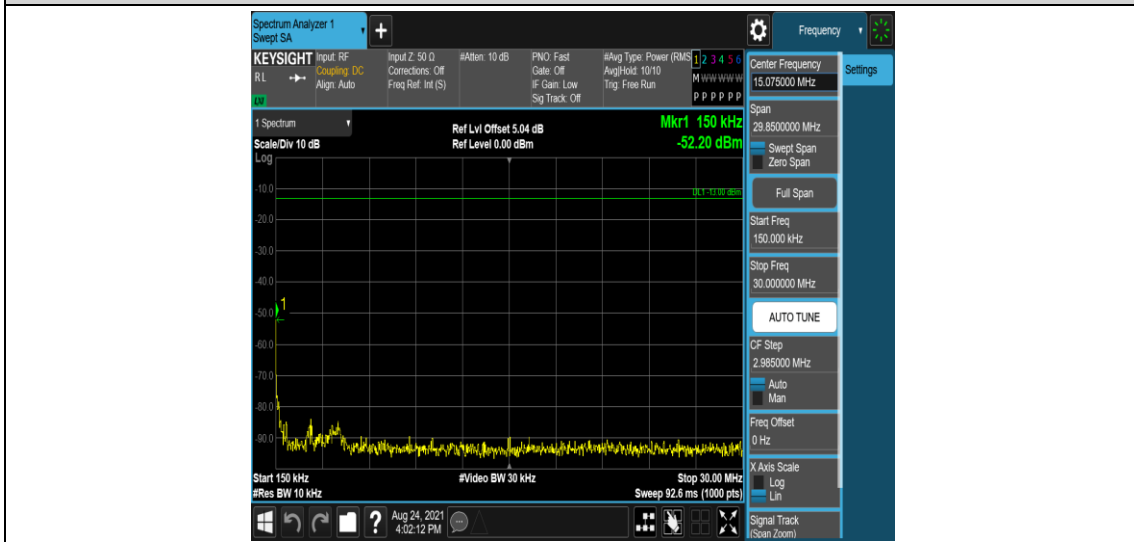 Spectrum Analyzer 1
Swept SA
+
Frequency
KEYSIGHT
RL
LXI
Input: RF
Coupling: DC
Align: Auto
Input Z: 50 Ω
Corrections: Off
Freq Ref: Int (S)
#Atten: 10 dB
PNO: Fast
Gate: Off
IF Gain: Low
Sig Track: Off
#Avg Type: Power (RMS
Avg|Hold: 10/10
Trig: Free Run
1 2 3 4 5 6
M W W W W W
P P P P P P
1 Spectrum
Scale/Div 10 dB
Ref Lvl Offset 5.04 dB
Ref Level 0.00 dBm
Mkr1 150 kHz
-52.20 dBm
Log
DL1 -13.00 dBm
-10.0
-20.0
-30.0
-40.0
-50.0
1
-60.0
-70.0
-80.0
-90.0
Start 150 kHz
#Video BW 30 kHz
Stop 30.00 MHz
#Res BW 10 kHz
Sweep 92.6 ms (1000 pts)
?
Aug 24, 2021
4:02:12 PM
Center Frequency
15.075000 MHz
Settings
Span
29.8500000 MHz
Swept Span
Zero Span
Full Span
Start Freq
150.000 kHz
Stop Freq
30.000000 MHz
AUTO TUNE
CF Step
2.985000 MHz
Auto
Man
Freq Offset
0 Hz
X Axis Scale
Log
Lin
Signal Track
(Span Zoom)